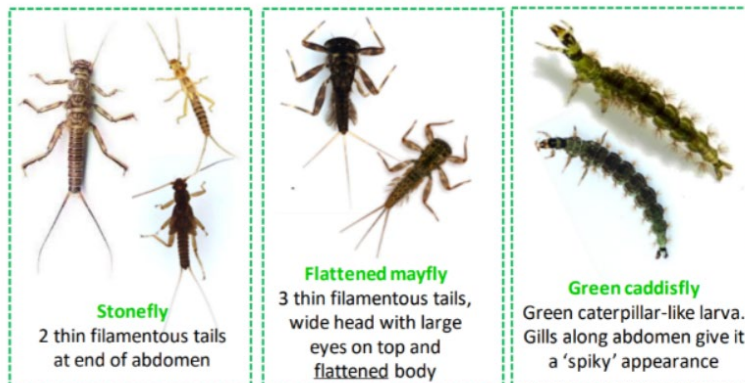 Stonefly
2 thin filamentous tails
at end of abdomen
Flattened mayfly
3 thin filamentous tails,
wide head with large
eyes on top and
flattened body
Green caddisfly
Green caterpillar-like larva.
Gills along abdomen give it
a ‘spiky’ appearance